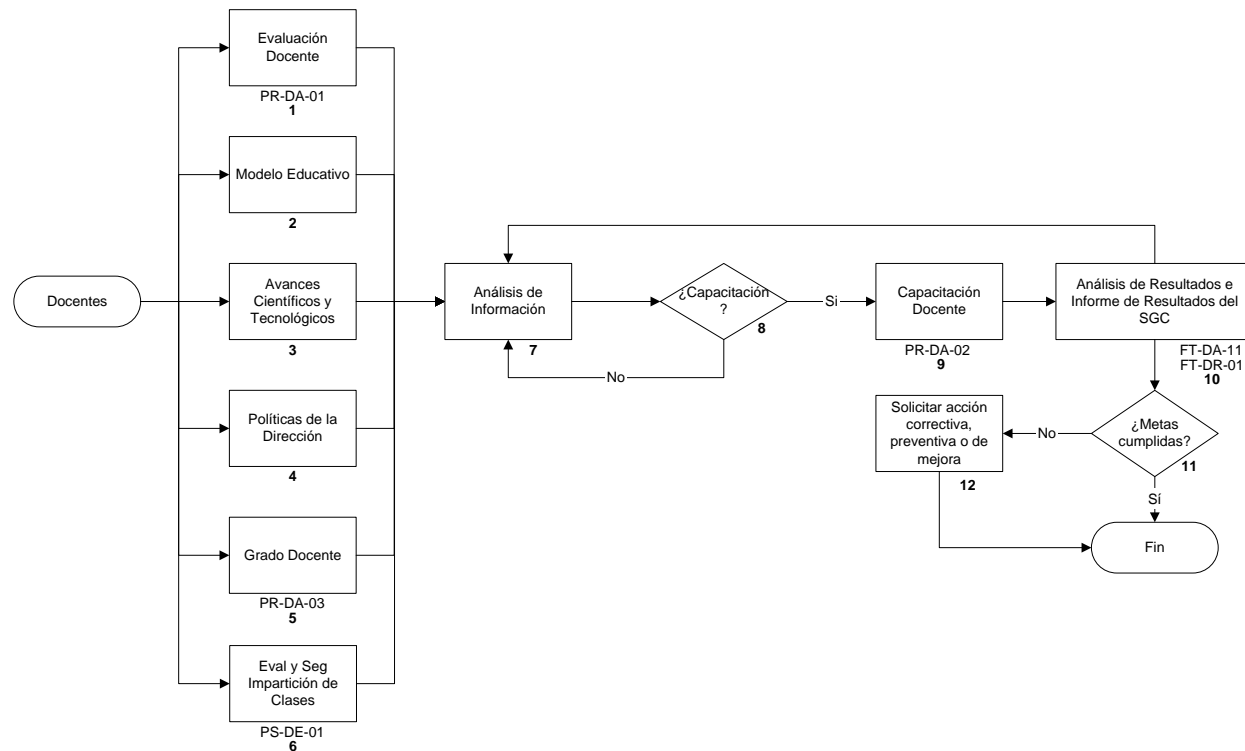 Evaluación
Docente
PR-DA-01
1
Modelo Educativo
2
Docentes
Avances
Científicos y
Tecnológicos
3
Políticas de la
Dirección
4
Grado Docente
PR-DA-03
5
Eval y Seg
Impartición de
Clases
PS-DE-01
6
Análisis de
Información
7
¿Capacitación
?
8
No
Si
Capacitación
Docente
PR-DA-02
9
Análisis de Resultados e
Informe de Resultados del
SGC
FT-DA-11
FT-DR-01
10
¿Metas
cumplidas?
11
No
Solicitar acción
correctiva,
preventiva o de
mejora
12
Sí
Fin